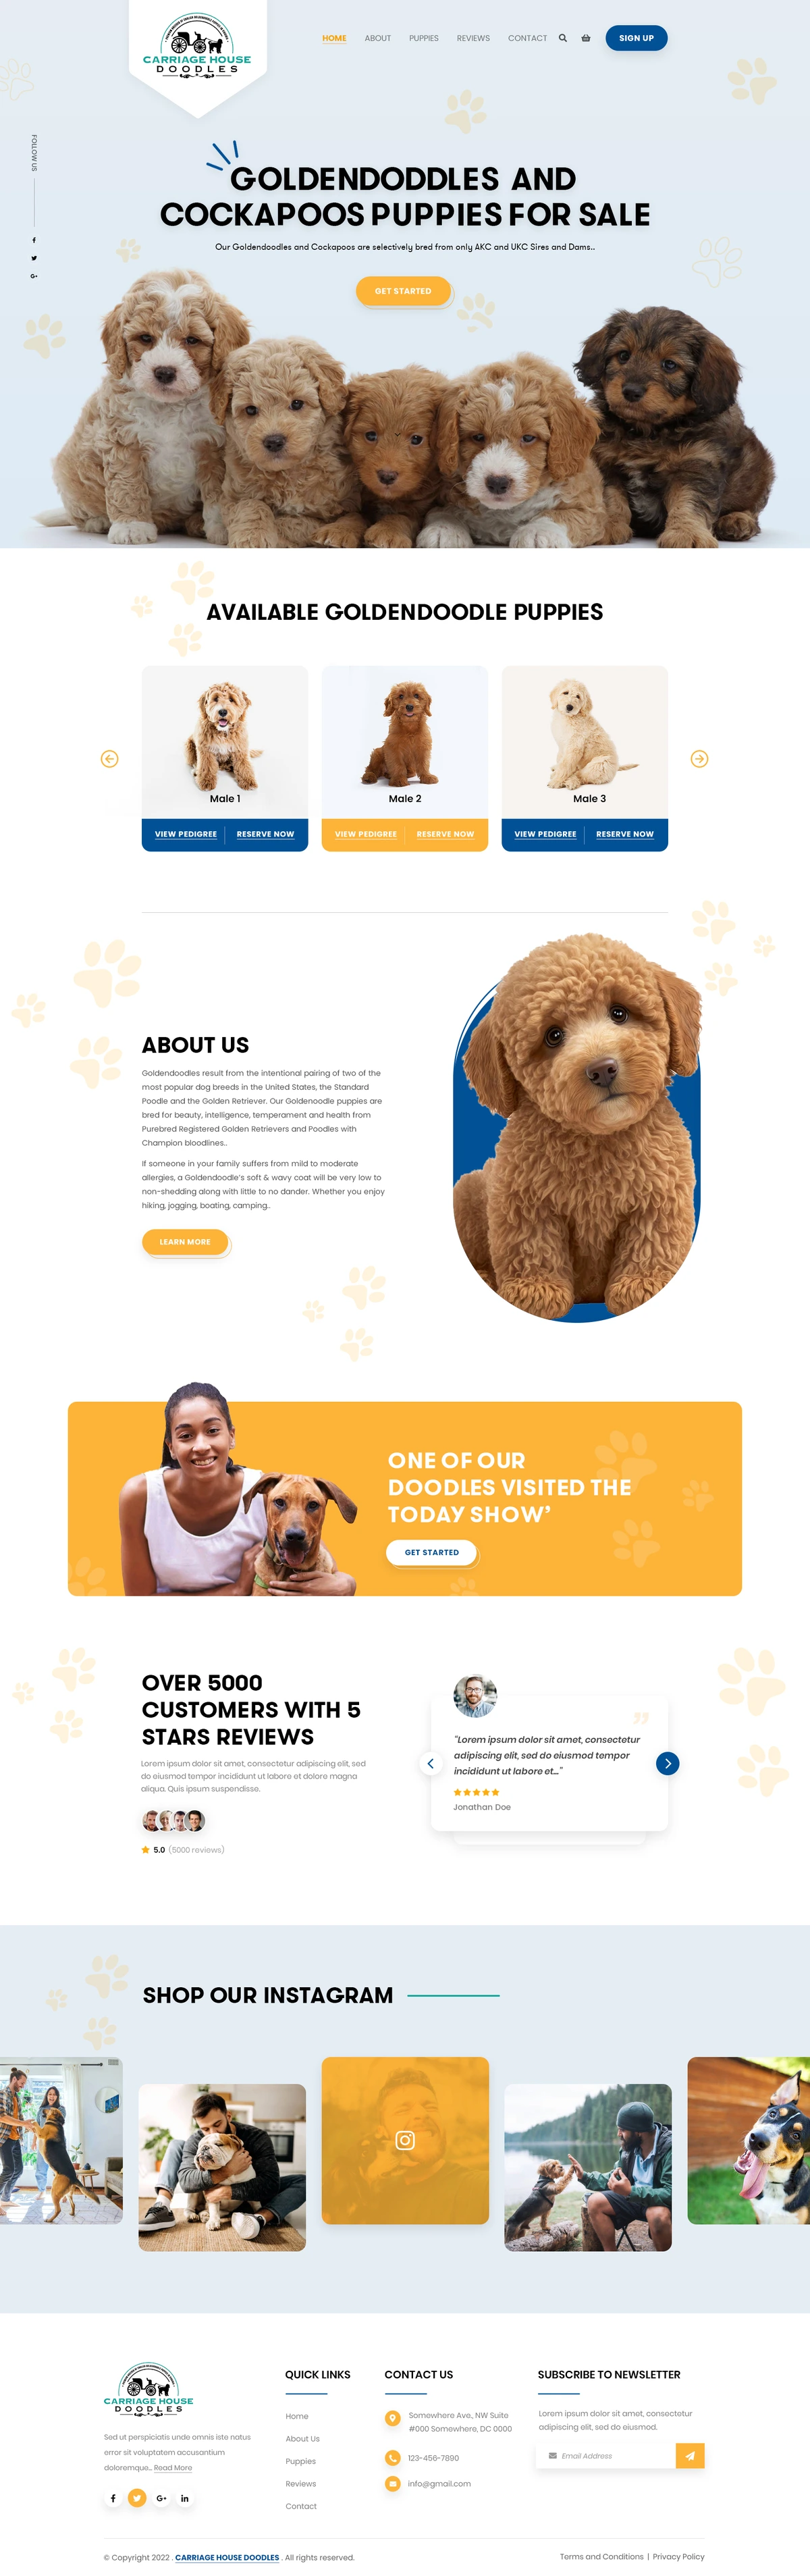 CARRIAGE HOUSE
DOODLES
HOME ABOUT PUPPIES REVIEWS CONTACT SIGN UP
FOLLOW US
GOLDENDODDLES AND
COCKAPOOS PUPPIES FOR SALE
Our Goldendoodles and Cockapoos are selectively bred from only AKC and UKC Sires and Dams..
GET STARTED
AVAILABLE GOLDENDOODLE PUPPIES
Male 1 Male 2 Male 3
VIEW PEDIGREE RESERVE NOW VIEW PEDIGREE RESERVE NOW VIEW PEDIGREE RESERVE NOW
ABOUT US
Goldendoodles result from the intentional pairing of two of the
most popular dog breeds in the United States, the Standard
Poodle and the Golden Retriever. Our Goldenoodle puppies are
bred for beauty, intelligence, temperament and health from
Purebred Registered Golden Retrievers and Poodles with
Champion bloodlines..
If someone in your family suffers from mild to moderate
allergies, a Goldendoodle's soft & wavy coat will be very low to
non-shedding along with little to no dander. Whether you enjoy
hiking, jogging, boating, camping..
LEARN MORE
ONE OF OUR
DOODLES VISITED THE
TODAY SHOW’
GET STARTED
OVER 5000
CUSTOMERS WITH 5
STARS REVIEWS
Lorem ipsum dolor sit amet, consectetur adipiscing elit, sed
do eiusmod tempor incididunt ut labore et dolore magna
aliqua. Quis ipsum suspendisse.
5.0 (5000 reviews)
"Lorem ipsum dolor sit amet, consectetur
adipiscing elit, sed do eiusmod tempor
incididunt ut labore et..."
Jonathan Doe
SHOP OUR INSTAGRAM
CARRIAGE HOUSE
DOODLES
Sed ut perspiciatis unde omnis iste natus
error sit voluptatem accusantium
doloremque.. Read More
QUICK LINKS
Home
About Us
Puppies
Reviews
Contact
CONTACT US
Somewhere Ave., NW Suite
#000 Somewhere, DC 0000
123-456-7890
info@gmail.com
SUBSCRIBE TO NEWSLETTER
Lorem ipsum dolor sit amet, consectetur
adipiscing elit, sed do eiusmod.
Email Address
© Copyright 2022 . CARRIAGE HOUSE DOODLES . All rights reserved.
Terms and Conditions | Privacy Policy